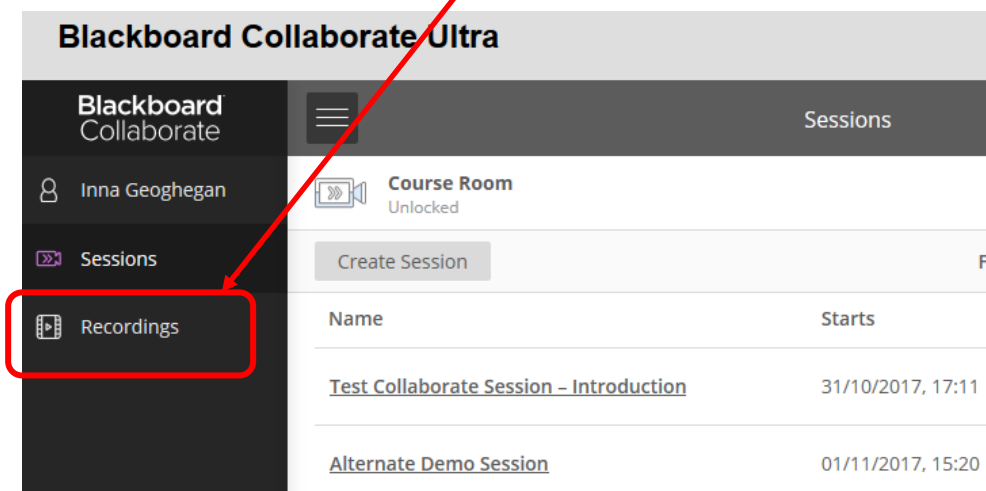 Blackboard Collaborate Ultra
Blackboard
Collaborate
Sessions
Inna Geoghegan
Course Room
Unlocked
Sessions
Create Session
F
Recordings
Name Starts
Test Collaborate Session – Introduction 31/10/2017, 17:11
Alternate Demo Session 01/11/2017, 15:20